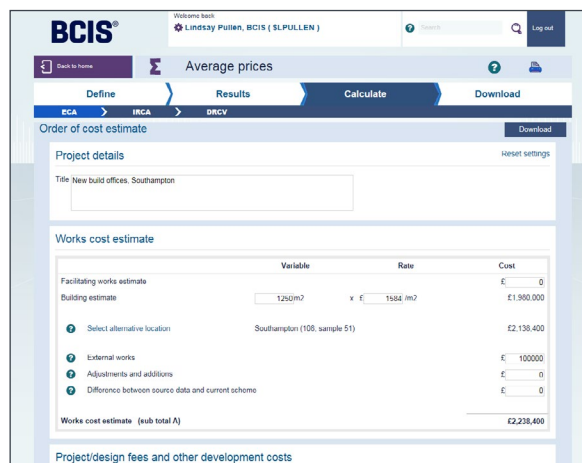 BCIS®
Welcome back
Lindsay Pullen, BCIS ( $LPULLEN )
? Search
Log out
Back to home
Σ Average prices
?
Define
Results
Calculate
Download
ECA
IRCA
DRCV
Order of cost estimate
Download
Project details
Reset settings
Title New build offices, Southampton
Works cost estimate
Variable Rate Cost
Facilitating works estimate £ 0
Building estimate 1250 m2 x £ 1584 /m2 £1,980,000
? Select alternative location Southampton (108, sample 51) £2,138,400
? External works £ 100000
? Adjustments and additions £ 0
? Difference between source data and current scheme £ 0
Works cost estimate (sub total A) £2,238,400
Project/design fees and other development costs